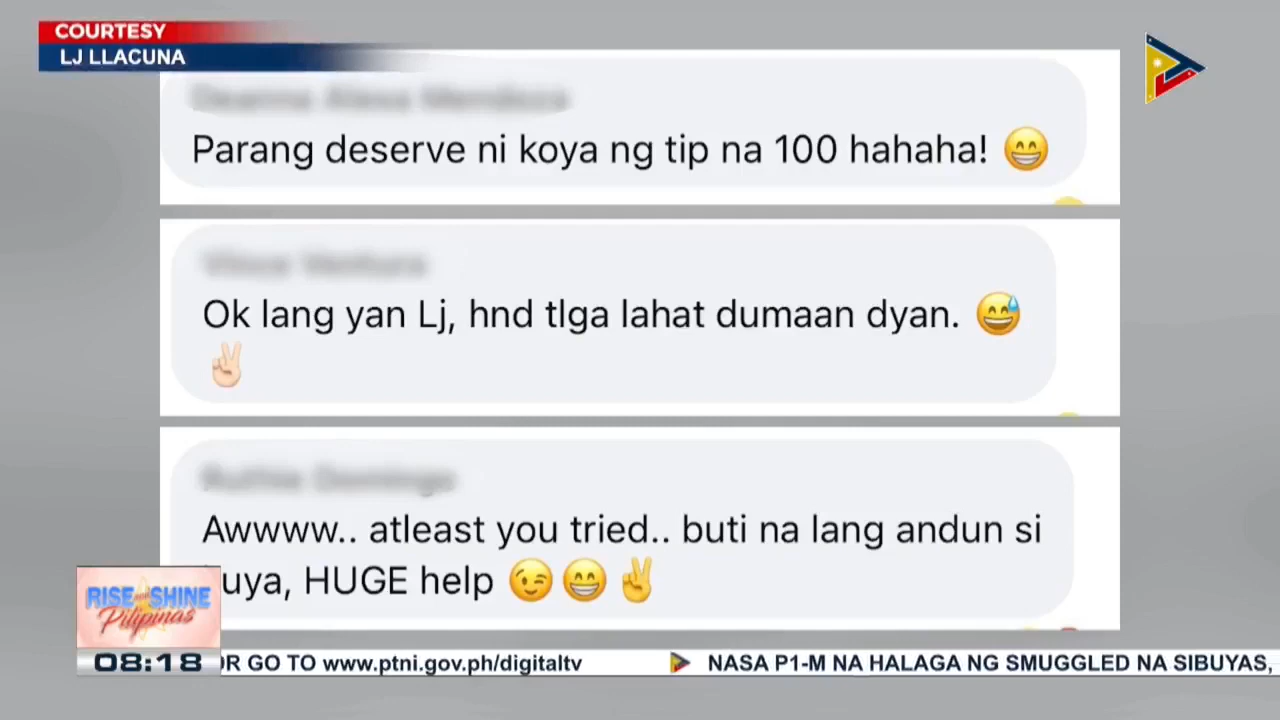 COURTESY
LJ LLACUNA
Parang deserve ni koya ng tip na 100 hahaha! 😁
Ok lang yan Lj, hnd tlga lahat dumaan dyan. 😅
✌🏻
Awwww.. atleast you tried.. buti na lang andun si
uya, HUGE help 😉😁✌️
RISE AND SHINE
Pilipinas
08:18
OR GO TO www.ptni.gov.ph/digitaltv
NASA P1-M NA HALAGA NG SMUGGLED NA SIBUYAS,